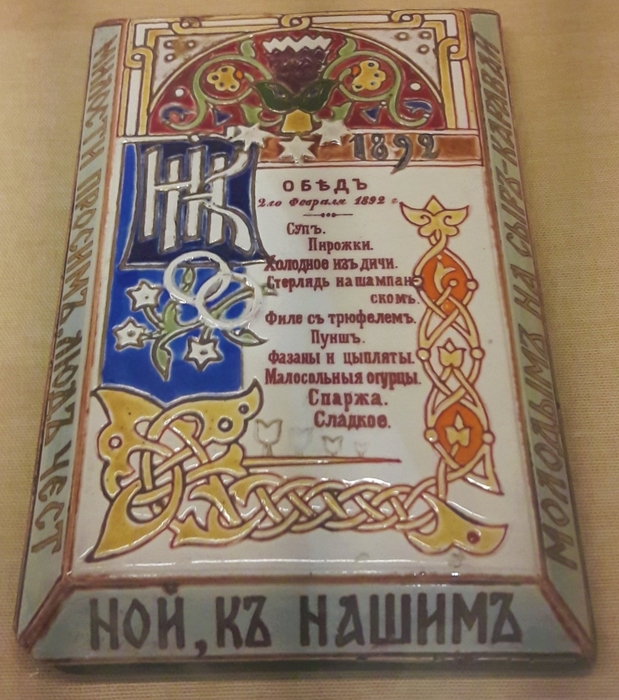 1892
НК
ОБѢДЪ
2го Февраля 1892 г.
Супъ.
Пирожки.
Холодное изъ дичи.
Стерлядь на шампан-
скомъ.
Филе съ трюфелемъ.
Пуншъ.
Фазаны и цыпляты.
Малосольныя огурцы.
Спаржа.
Сладкое.
МИЛОСТИ ПРОСИМЪ, ЛЮДЪ ЧЕСТ
НОЙ, КЪ НАШИМЪ
МОЛОДЫМЪ НА СЫРЪ-КАРАВАЙ